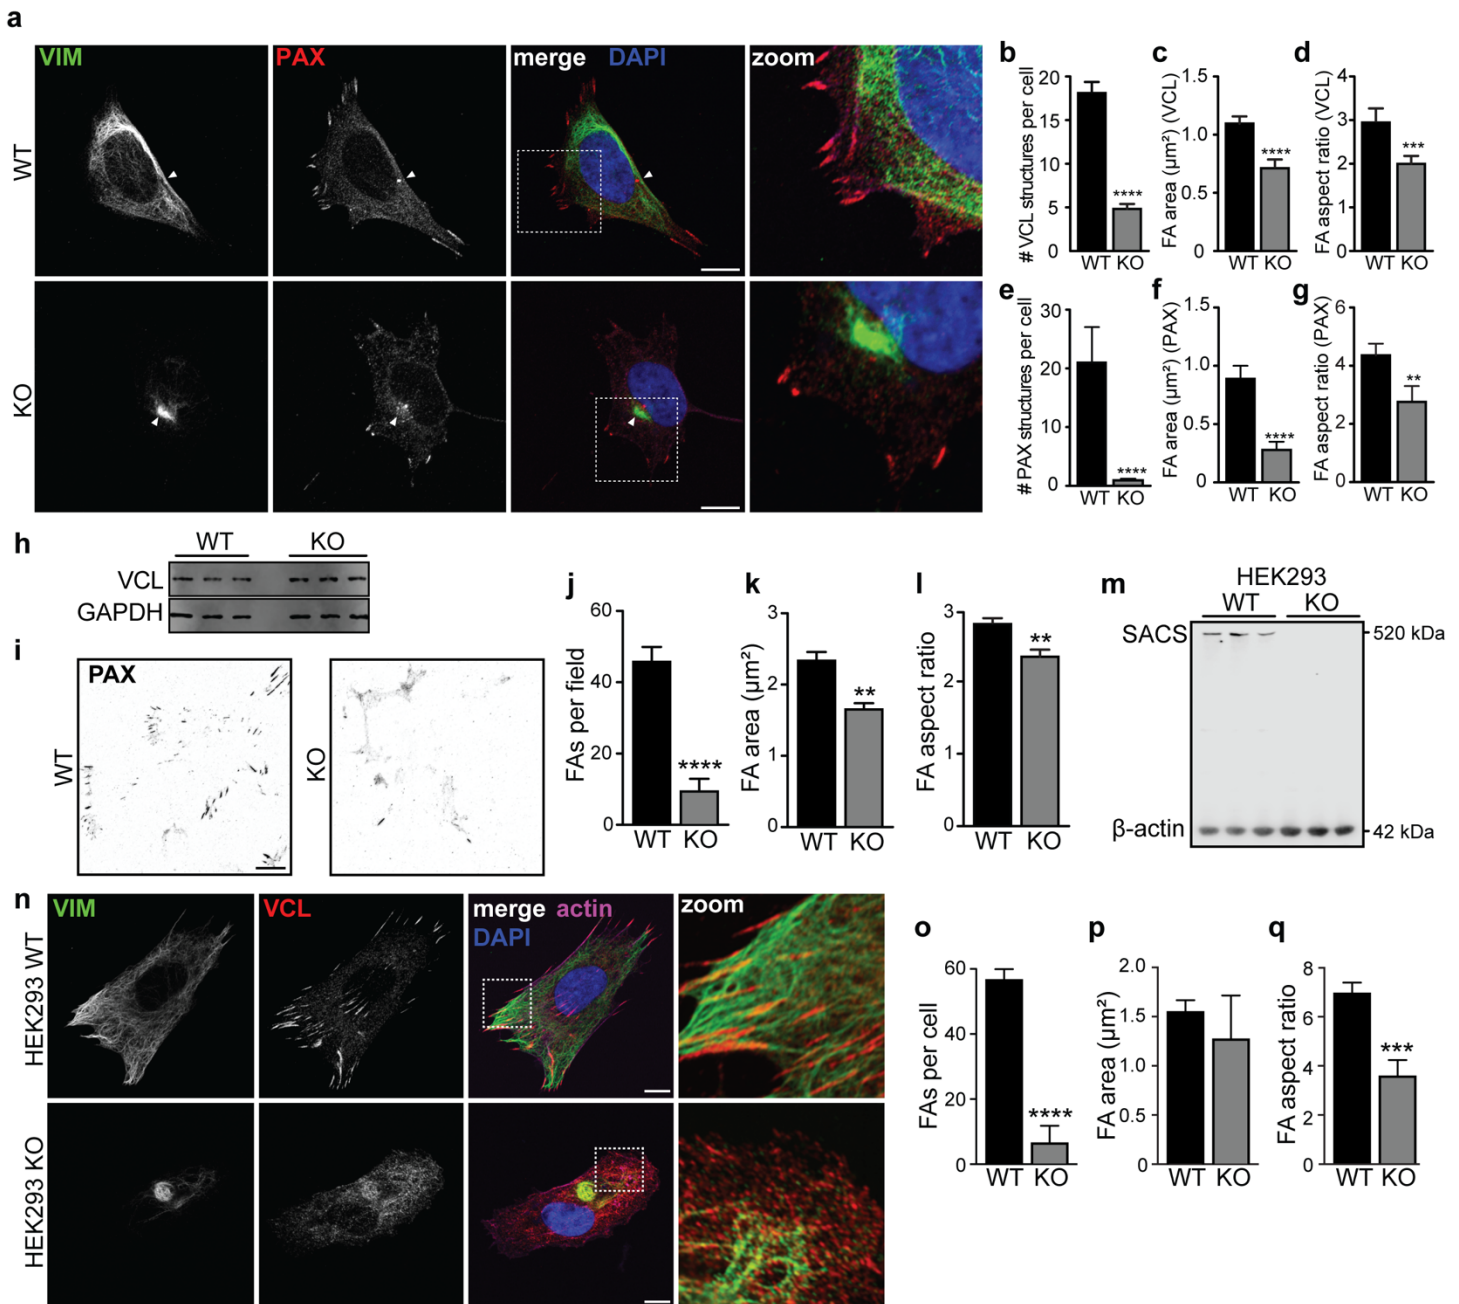 a
VIM
PAX
merge DAPI
zoom
WT
KO
b
# VCL structures per cell
20
15
10
5
0
****
WT KO
c
FA area (µm²) (VCL)
1.5
1.0
0.5
0
****
WT KO
d
FA aspect ratio (VCL)
4
3
2
1
0
***
WT KO
e
# PAX structures per cell
30
20
10
0
****
WT KO
f
FA area (µm²) (PAX)
1.5
1.0
0.5
0
****
WT KO
g
FA aspect ratio (PAX)
6
4
2
0
**
WT KO
h
WT KO
VCL
GAPDH
i
PAX
WT
KO
j
FAs per field
60
40
20
0
****
WT KO
k
FA area (µm²)
3
2
1
0
**
WT KO
l
FA aspect ratio
3
2
1
0
**
WT KO
m
HEK293
WT KO
SACS
520 kDa
β-actin
42 kDa
n
VIM
VCL
merge actin
DAPI
zoom
HEK293 WT
HEK293 KO
o
FAs per cell
60
40
20
0
****
WT KO
p
FA area (µm²)
2.0
1.5
1.0
0.5
0
WT KO
q
FA aspect ratio
8
6
4
2
0
***
WT KO